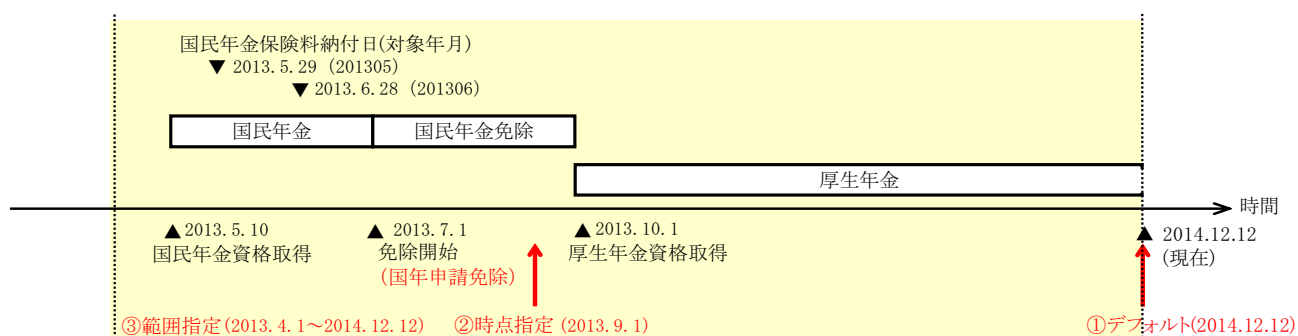 国民年金保険料納付日(対象年月)
▼ 2013.5.29 (201305)
▼ 2013.6.28 (201306)
国民年金
国民年金免除
厚生年金
時間
▲ 2013.5.10
国民年金資格取得
▲ 2013.7.1
免除開始
(国年申請免除)
▲ 2013.10.1
厚生年金資格取得
▲ 2014.12.12
(現在)
③範囲指定(2013.4.1～2014.12.12)
②時点指定(2013.9.1)
①デフォルト(2014.12.12)